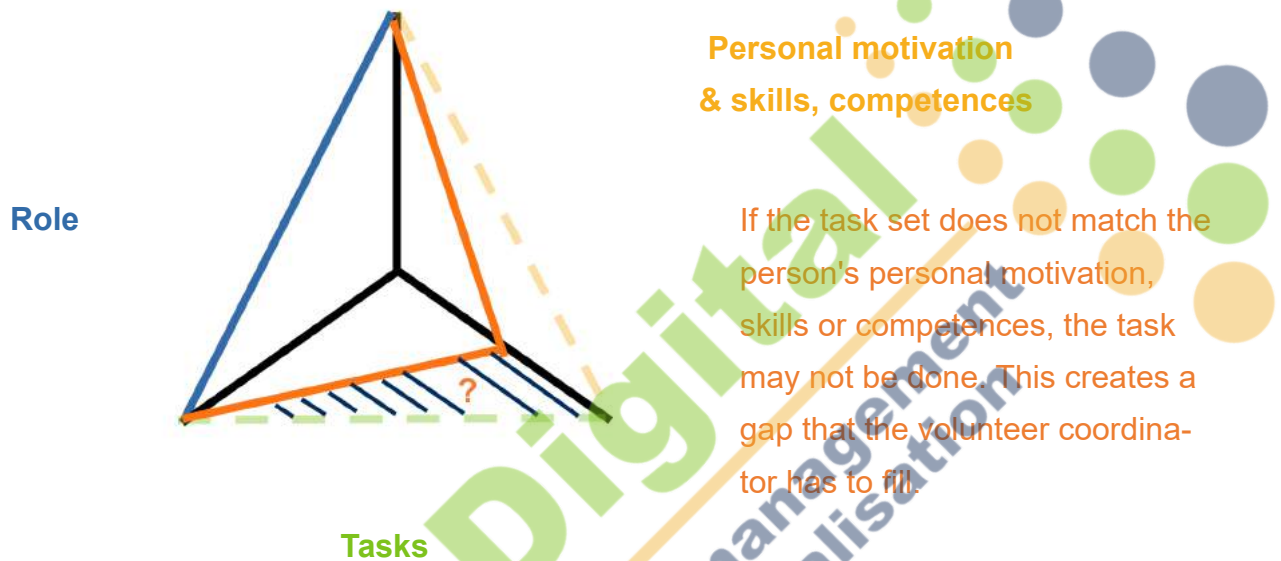 Personal motivation
& skills, competences
Role
If the task set does not match the
person's personal motivation,
skills or competences, the task
may not be done. This creates a
gap that the volunteer coordina-
tor has to fill.
?
Tasks
Digital
management